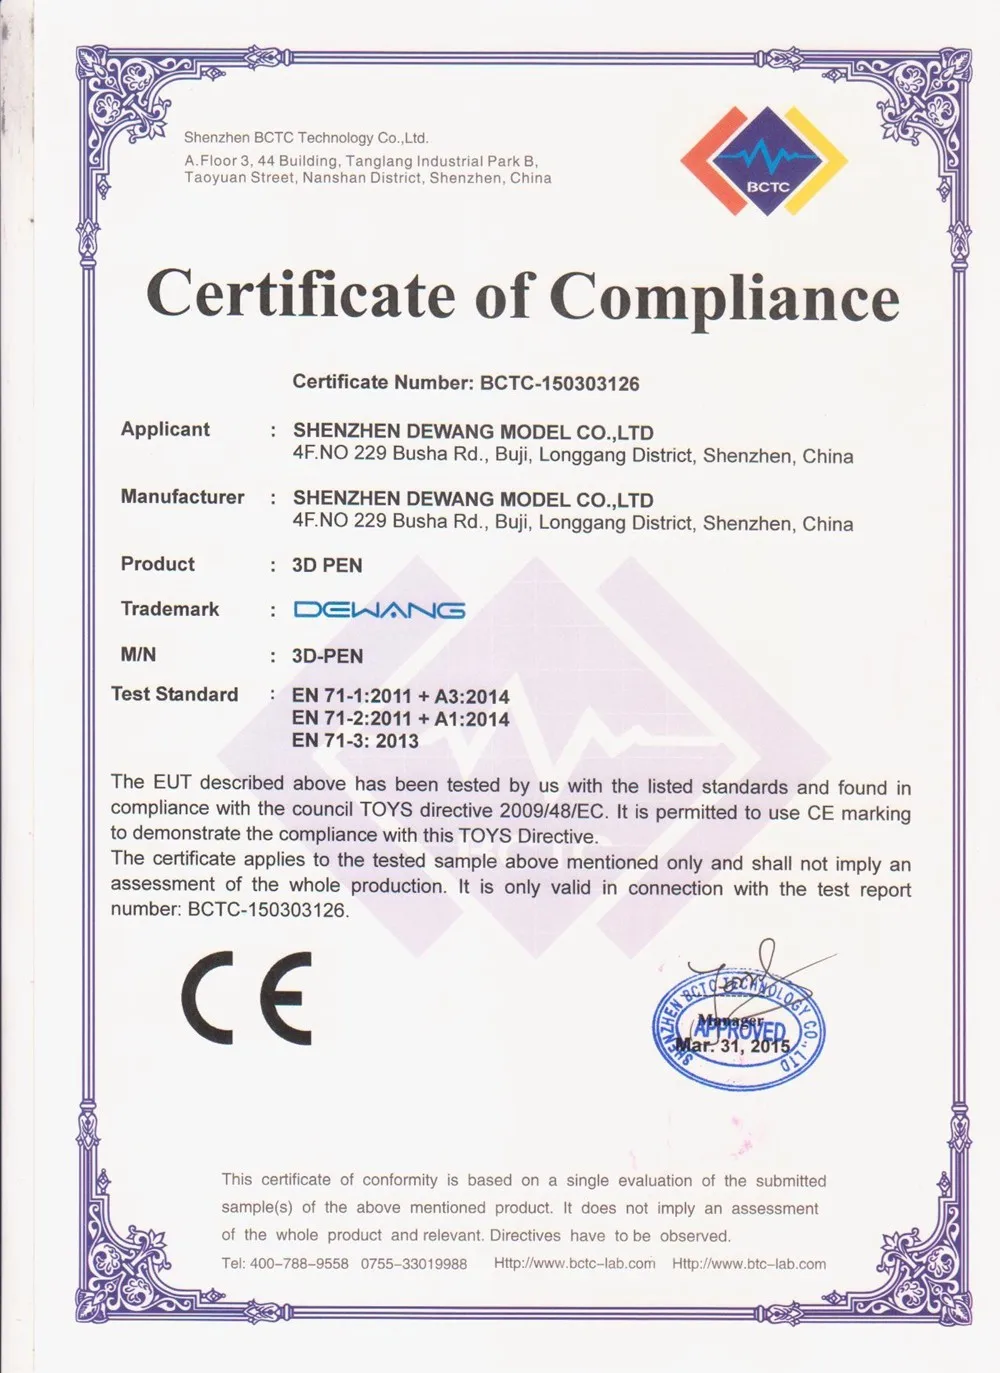 Shenzhen BCTC Technology Co.,Ltd.
A.Floor 3, 44 Building, Tanglang Industrial Park B,
Taoyuan Street, Nanshan District, Shenzhen, China
BCTC
Certificate of Compliance
Certificate Number: BCTC-150303126
Applicant : SHENZHEN DEWANG MODEL CO.,LTD
4F.NO 229 Busha Rd., Buji, Longgang District, Shenzhen, China
Manufacturer : SHENZHEN DEWANG MODEL CO.,LTD
4F.NO 229 Busha Rd., Buji, Longgang District, Shenzhen, China
Product : 3D PEN
Trademark : DEWANG
M/N : 3D-PEN
Test Standard : EN 71-1:2011 + A3:2014
EN 71-2:2011 + A1:2014
EN 71-3: 2013
The EUT described above has been tested by us with the listed standards and found in
compliance with the council TOYS directive 2009/48/EC. It is permitted to use CE marking
to demonstrate the compliance with this TOYS Directive.
The certificate applies to the tested sample above mentioned only and shall not imply an
assessment of the whole production. It is only valid in connection with the test report
number: BCTC-150303126.
CE
SHENZHEN BCTC TECHNOLOGY CO., LTD
Manager
APPROVED
Mar. 31, 2015
This certificate of conformity is based on a single evaluation of the submitted
sample(s) of the above mentioned product. It does not imply an assessment
of the whole product and relevant. Directives have to be observed.
Tel: 400-788-9558 0755-33019988 Http://www.bctc-lab.com Http://www.btc-lab.com